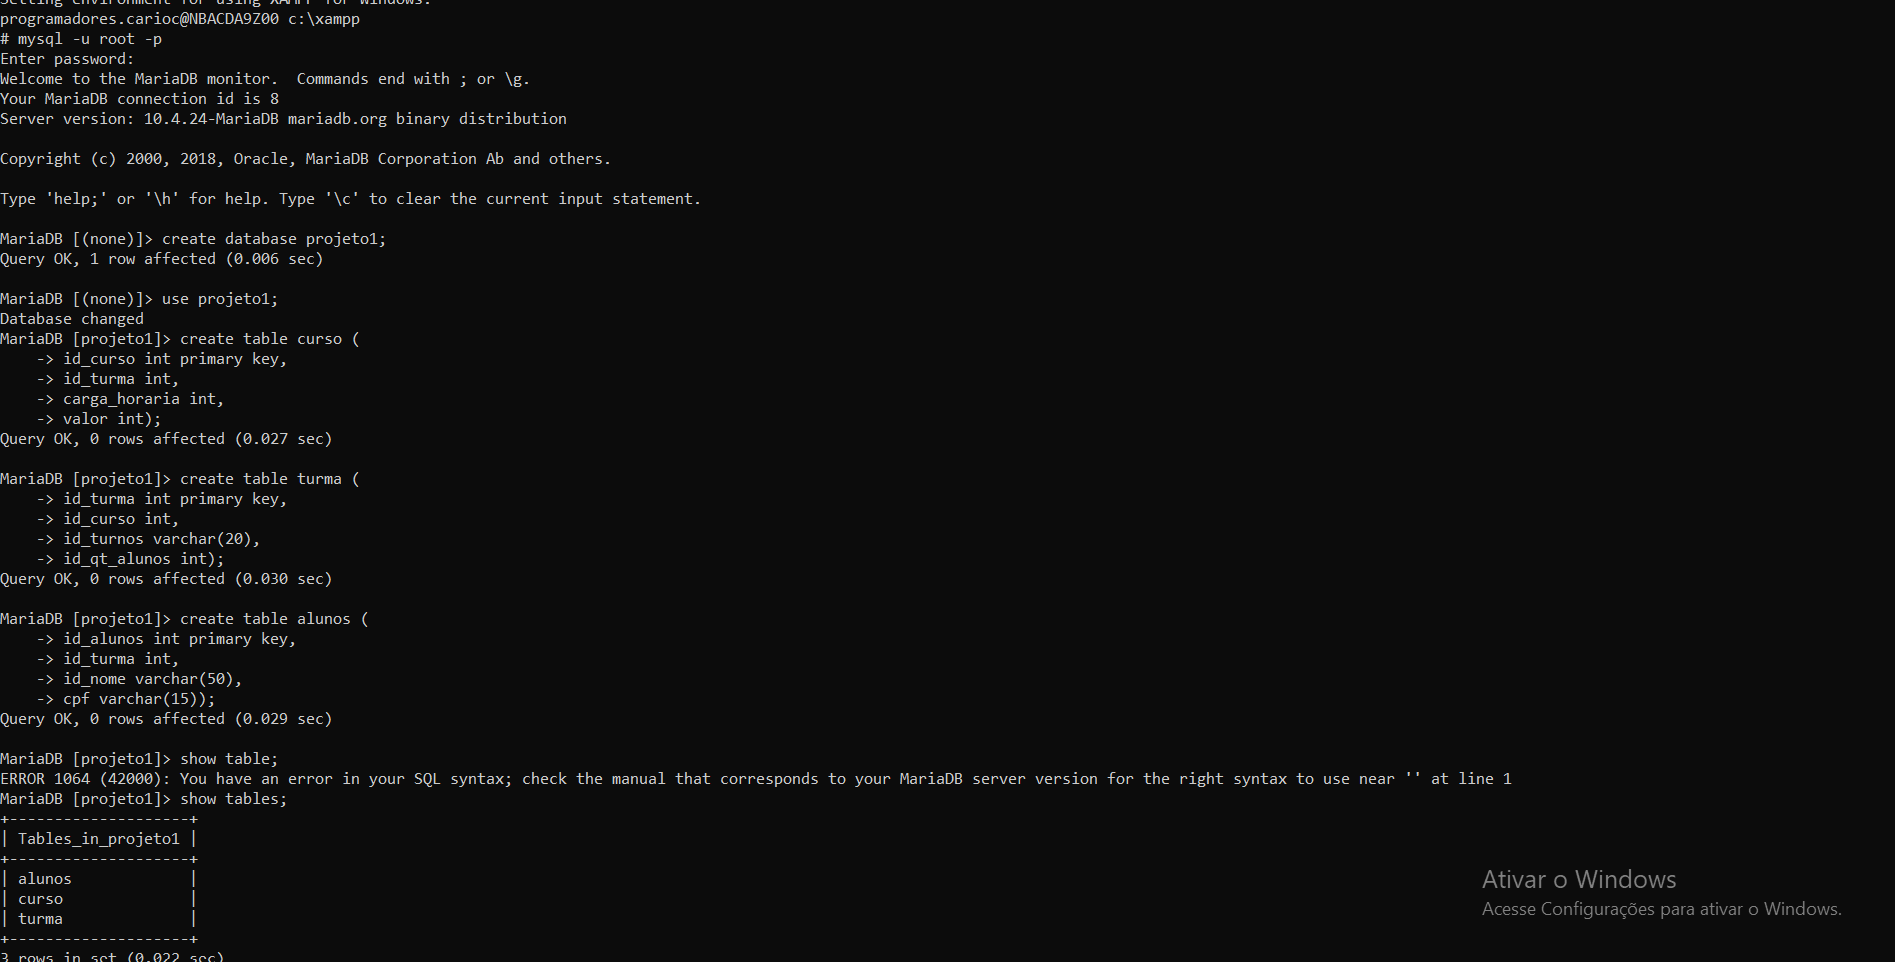 Setting environment for using XAMPP for Windows.
programadores.carioc@NBACDA9Z00 c:\xampp
# mysql -u root -p
Enter password:
Welcome to the MariaDB monitor.  Commands end with ; or \g.
Your MariaDB connection id is 8
Server version: 10.4.24-MariaDB mariadb.org binary distribution

Copyright (c) 2000, 2018, Oracle, MariaDB Corporation Ab and others.

Type 'help;' or '\h' for help. Type '\c' to clear the current input statement.

MariaDB [(none)]> create database projeto1;
Query OK, 1 row affected (0.006 sec)

MariaDB [(none)]> use projeto1;
Database changed
MariaDB [projeto1]> create table curso (
    -> id_curso int primary key,
    -> id_turma int,
    -> carga_horaria int,
    -> valor int);
Query OK, 0 rows affected (0.027 sec)

MariaDB [projeto1]> create table turma (
    -> id_turma int primary key,
    -> id_curso int,
    -> id_turnos varchar(20),
    -> id_qt_alunos int);
Query OK, 0 rows affected (0.030 sec)

MariaDB [projeto1]> create table alunos (
    -> id_alunos int primary key,
    -> id_turma int,
    -> id_nome varchar(50),
    -> cpf varchar(15));
Query OK, 0 rows affected (0.029 sec)

MariaDB [projeto1]> show table;
ERROR 1064 (42000): You have an error in your SQL syntax; check the manual that corresponds to your MariaDB server version for the right syntax to use near '' at line 1
MariaDB [projeto1]> show tables;
+--------------------+
| Tables_in_projeto1 |
+--------------------+
| alunos             |
| curso              |
| turma              |
+--------------------+
3 rows in set (0.022 sec)
Ativar o Windows
Acesse Configurações para ativar o Windows.